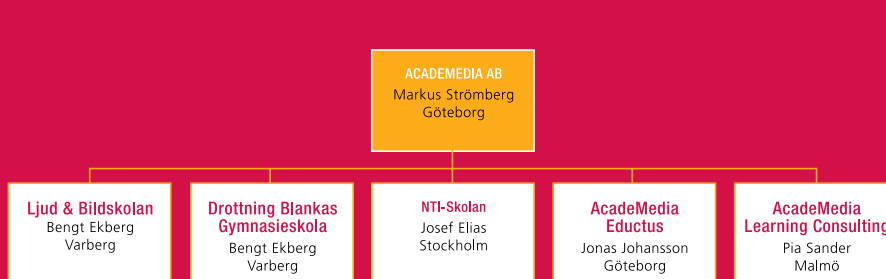 ACADEMEDIA AB
Markus Strömberg
Göteborg
Ljud & Bildskolan
Bengt Ekberg
Varberg
Drottning Blankas
Gymnasieskola
Bengt Ekberg
Varberg
NTI-Skolan
Josef Elias
Stockholm
AcadeMedia
Eductus
Jonas Johansson
Göteborg
AcadeMedia
Learning Consulting
Pia Sander
Malmö